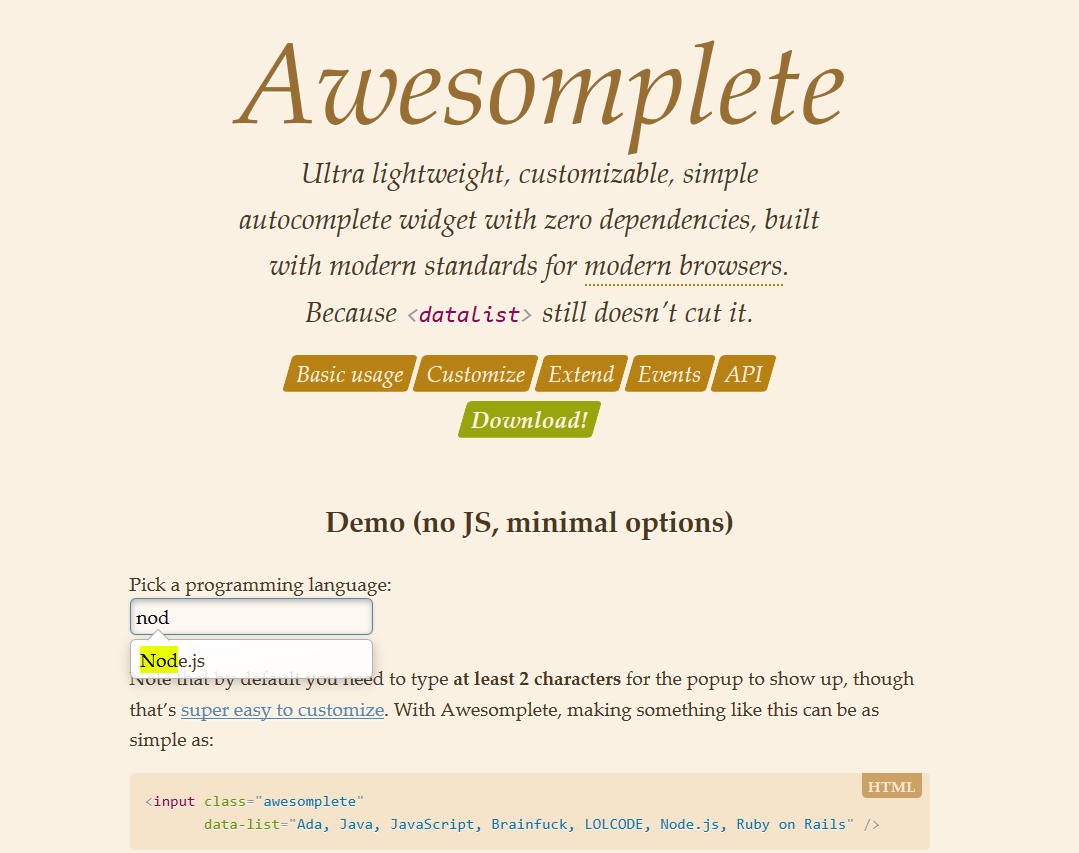 Awesomplete
Ultra lightweight, customizable, simple
autocomplete widget with zero dependencies, built
with modern standards for modern browsers.
Because <datalist> still doesn’t cut it.
Basic usage Customize Extend Events API
Download!
Demo (no JS, minimal options)
Pick a programming language:
nod
Node.js
Note that by default you need to type at least 2 characters for the popup to show up, though
that’s super easy to customize. With Awesomplete, making something like this can be as
simple as:
HTML
<input class="awesomplete"
data-list="Ada, Java, JavaScript, Brainfuck, LOLCODE, Node.js, Ruby on Rails" />